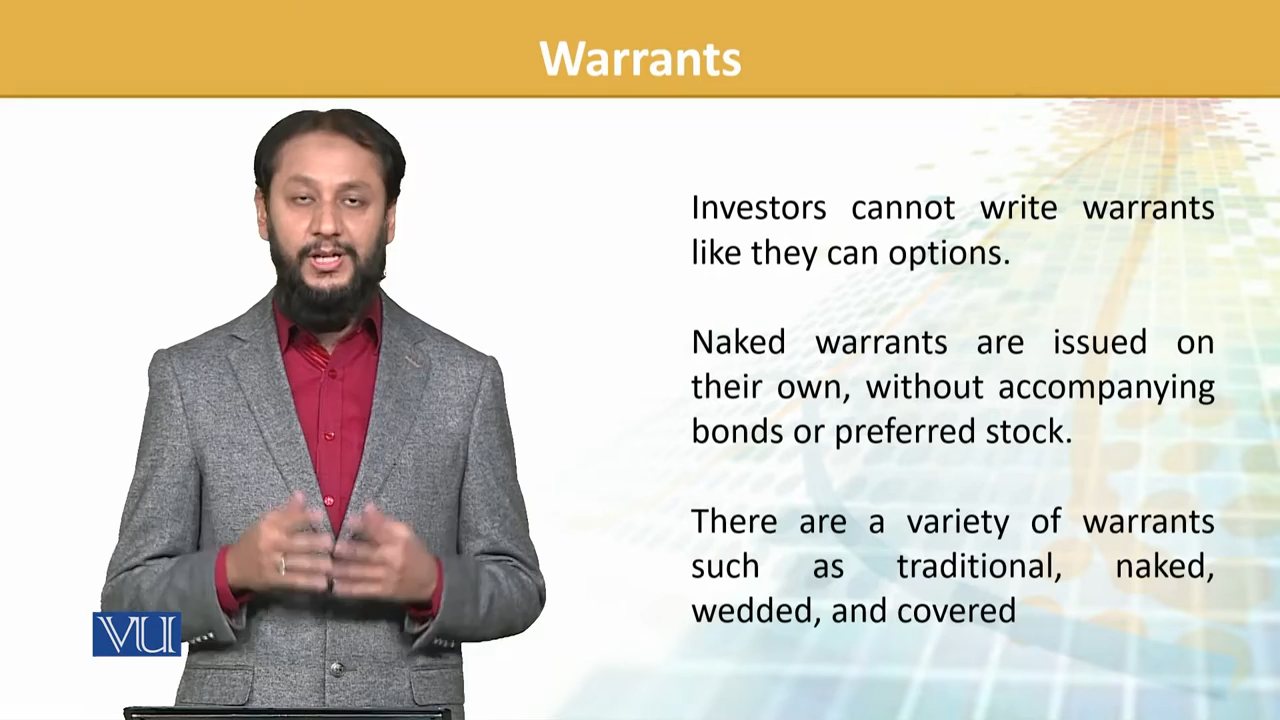 Warrants
Investors cannot write warrants
like they can options.
Naked warrants are issued on
their own, without accompanying
bonds or preferred stock.
There are a variety of warrants
such as traditional, naked,
wedded, and covered
VU